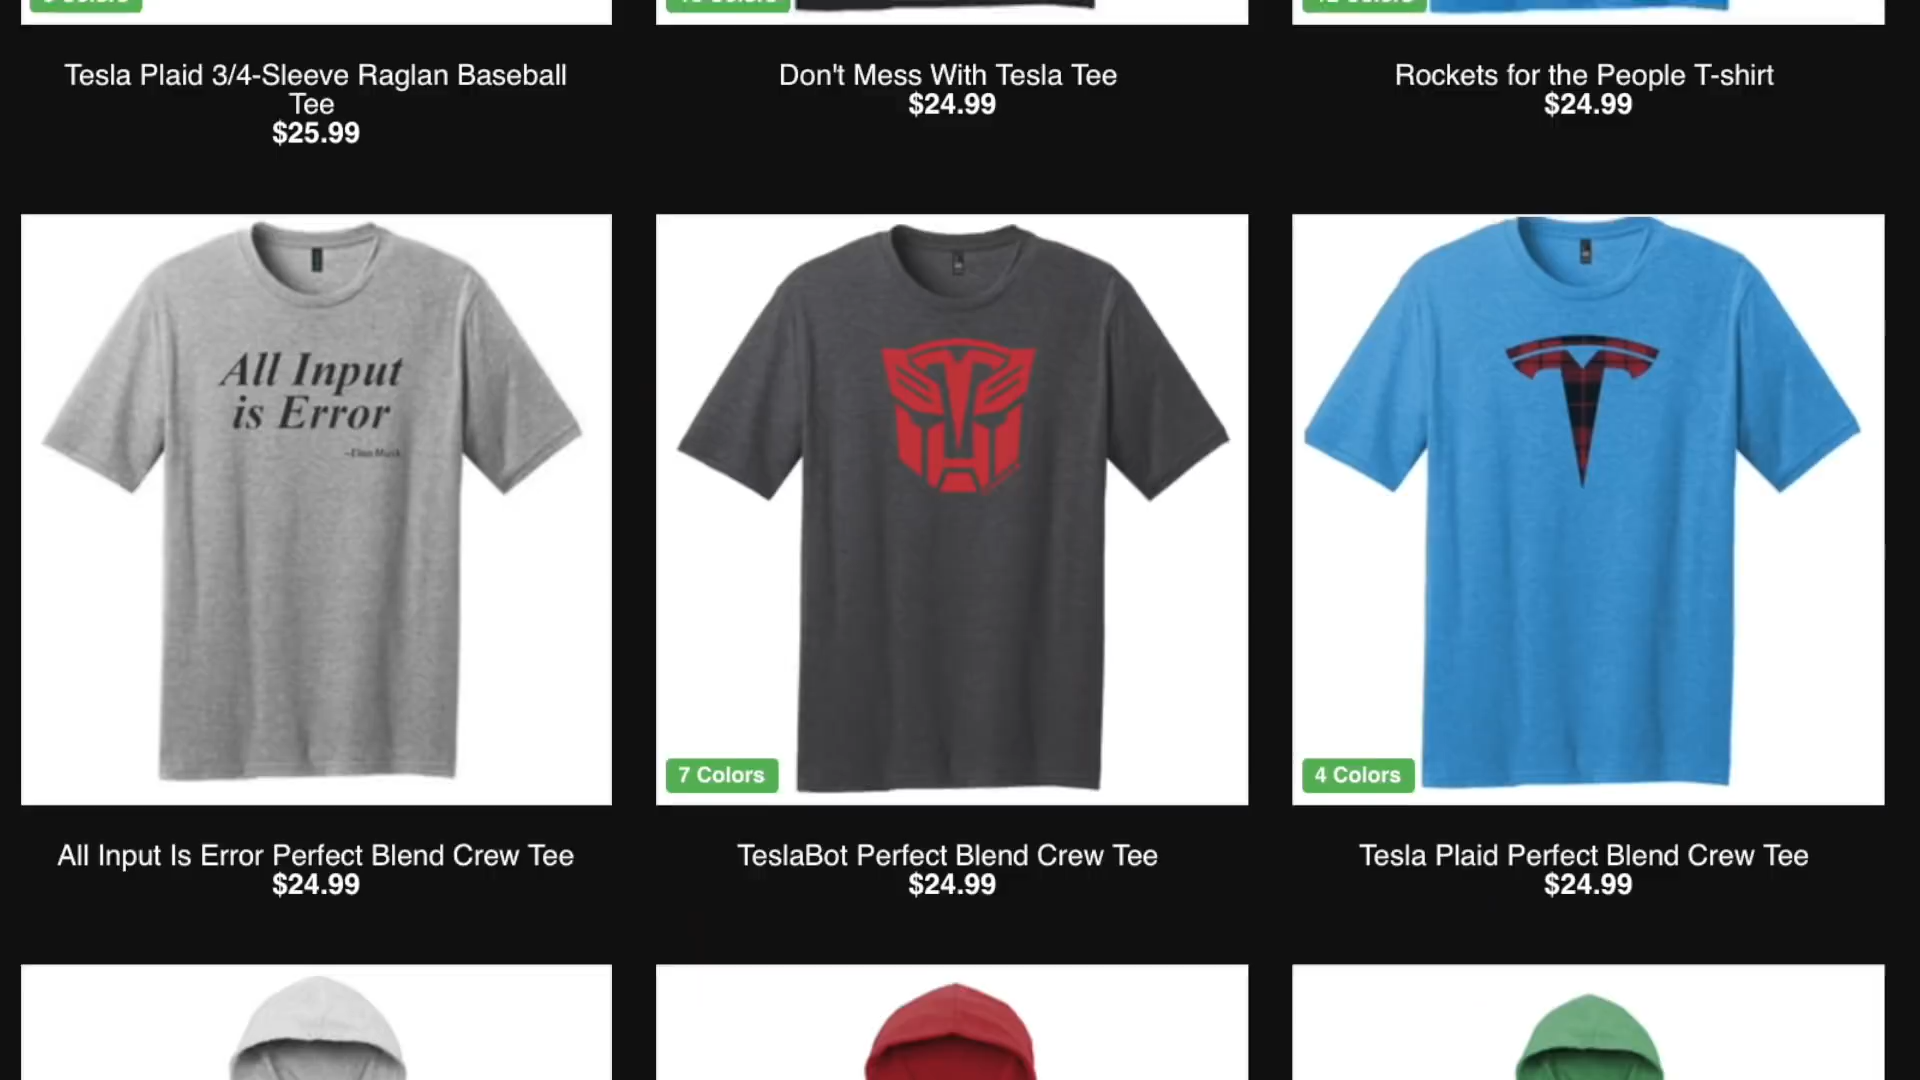 Tesla Plaid 3/4-Sleeve Raglan Baseball
Tee
$25.99
Don't Mess With Tesla Tee
$24.99
Rockets for the People T-shirt
$24.99
All Input
is Error
~Elon Musk
7 Colors
4 Colors
All Input Is Error Perfect Blend Crew Tee
$24.99
TeslaBot Perfect Blend Crew Tee
$24.99
Tesla Plaid Perfect Blend Crew Tee
$24.99